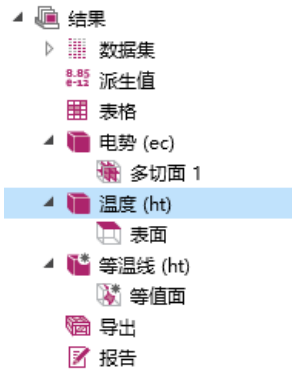 结果
数据集
8.85
e-12 派生值
表格
电势 (ec)
多切面 1
温度 (ht)
表面
等温线 (ht)
等值面
导出
报告